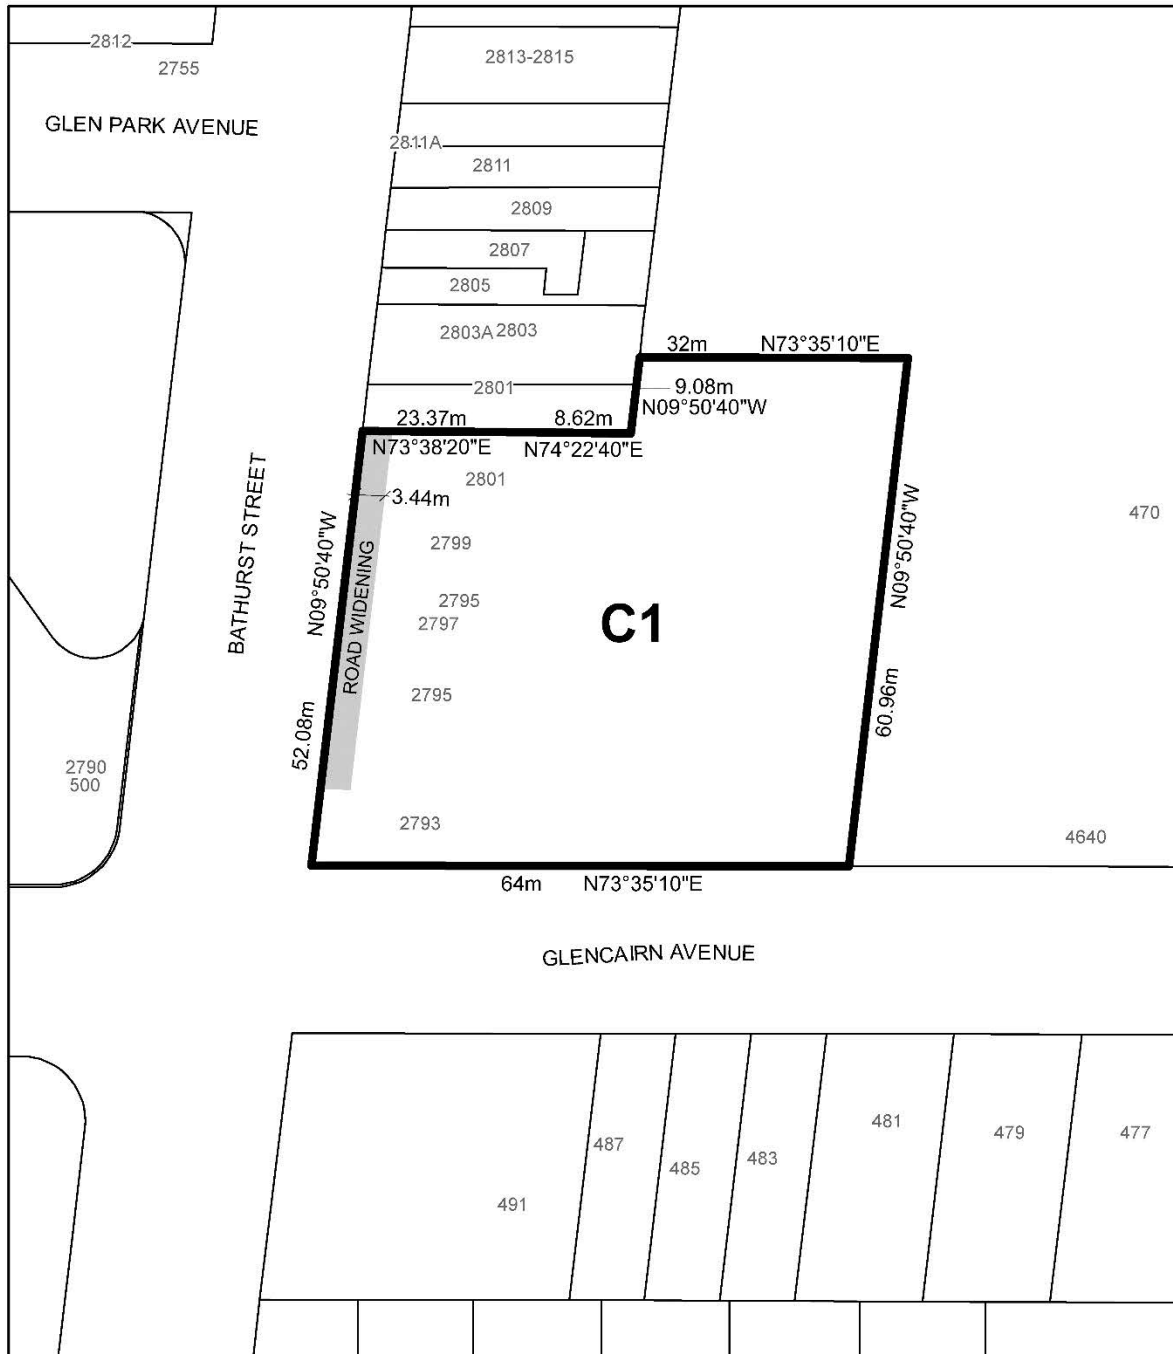 2812
2755
2813-2815
GLEN PARK AVENUE
2811A
2811
2809
2807
2805
2803A 2803
32m N73°35'10"E
2801
9.08m
N09°50'40"W
23.37m 8.62m
N73°38'20"E N74°22'40"E
2801
3.44m
BATHURST STREET
N09°50'40"W
52.08m
ROAD WIDENING
2799
2795
2797
2795
2793
C1
N09°50'40"W
60.96m
470
4640
2790
500
64m N73°35'10"E
GLENCAIRN AVENUE
491
487
485
483
481
479
477